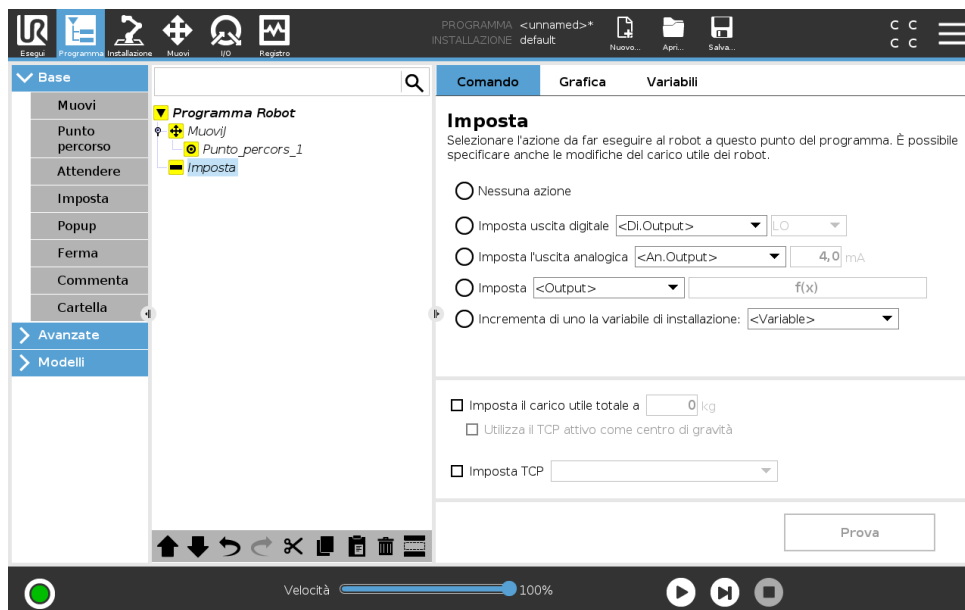 PROGRAMMA <unnamed>*
INSTALLAZIONE default
Esegui Programma Installazione Muovi I/O Registro
Nuovo... Apri... Salva...
C C
C C
Base
Muovi
Punto
percorso
Attendere
Imposta
Popup
Ferma
Commenta
Cartella
Avanzate
Modelli
Programma Robot
MuoviJ
Punto_percors_1
Imposta
Comando Grafica Variabili
Imposta
Selezionare l'azione da far eseguire al robot a questo punto del programma. È possibile
specificare anche le modifiche del carico utile dei robot.
Nessuna azione
Imposta uscita digitale <Di.Output> LO
Imposta l'uscita analogica <An.Output> 4,0 mA
Imposta <Output> f(x)
Incrementa di uno la variabile di installazione: <Variable>
Imposta il carico utile totale a 0 kg
Utilizza il TCP attivo come centro di gravità
Imposta TCP
Prova
Velocità 100%